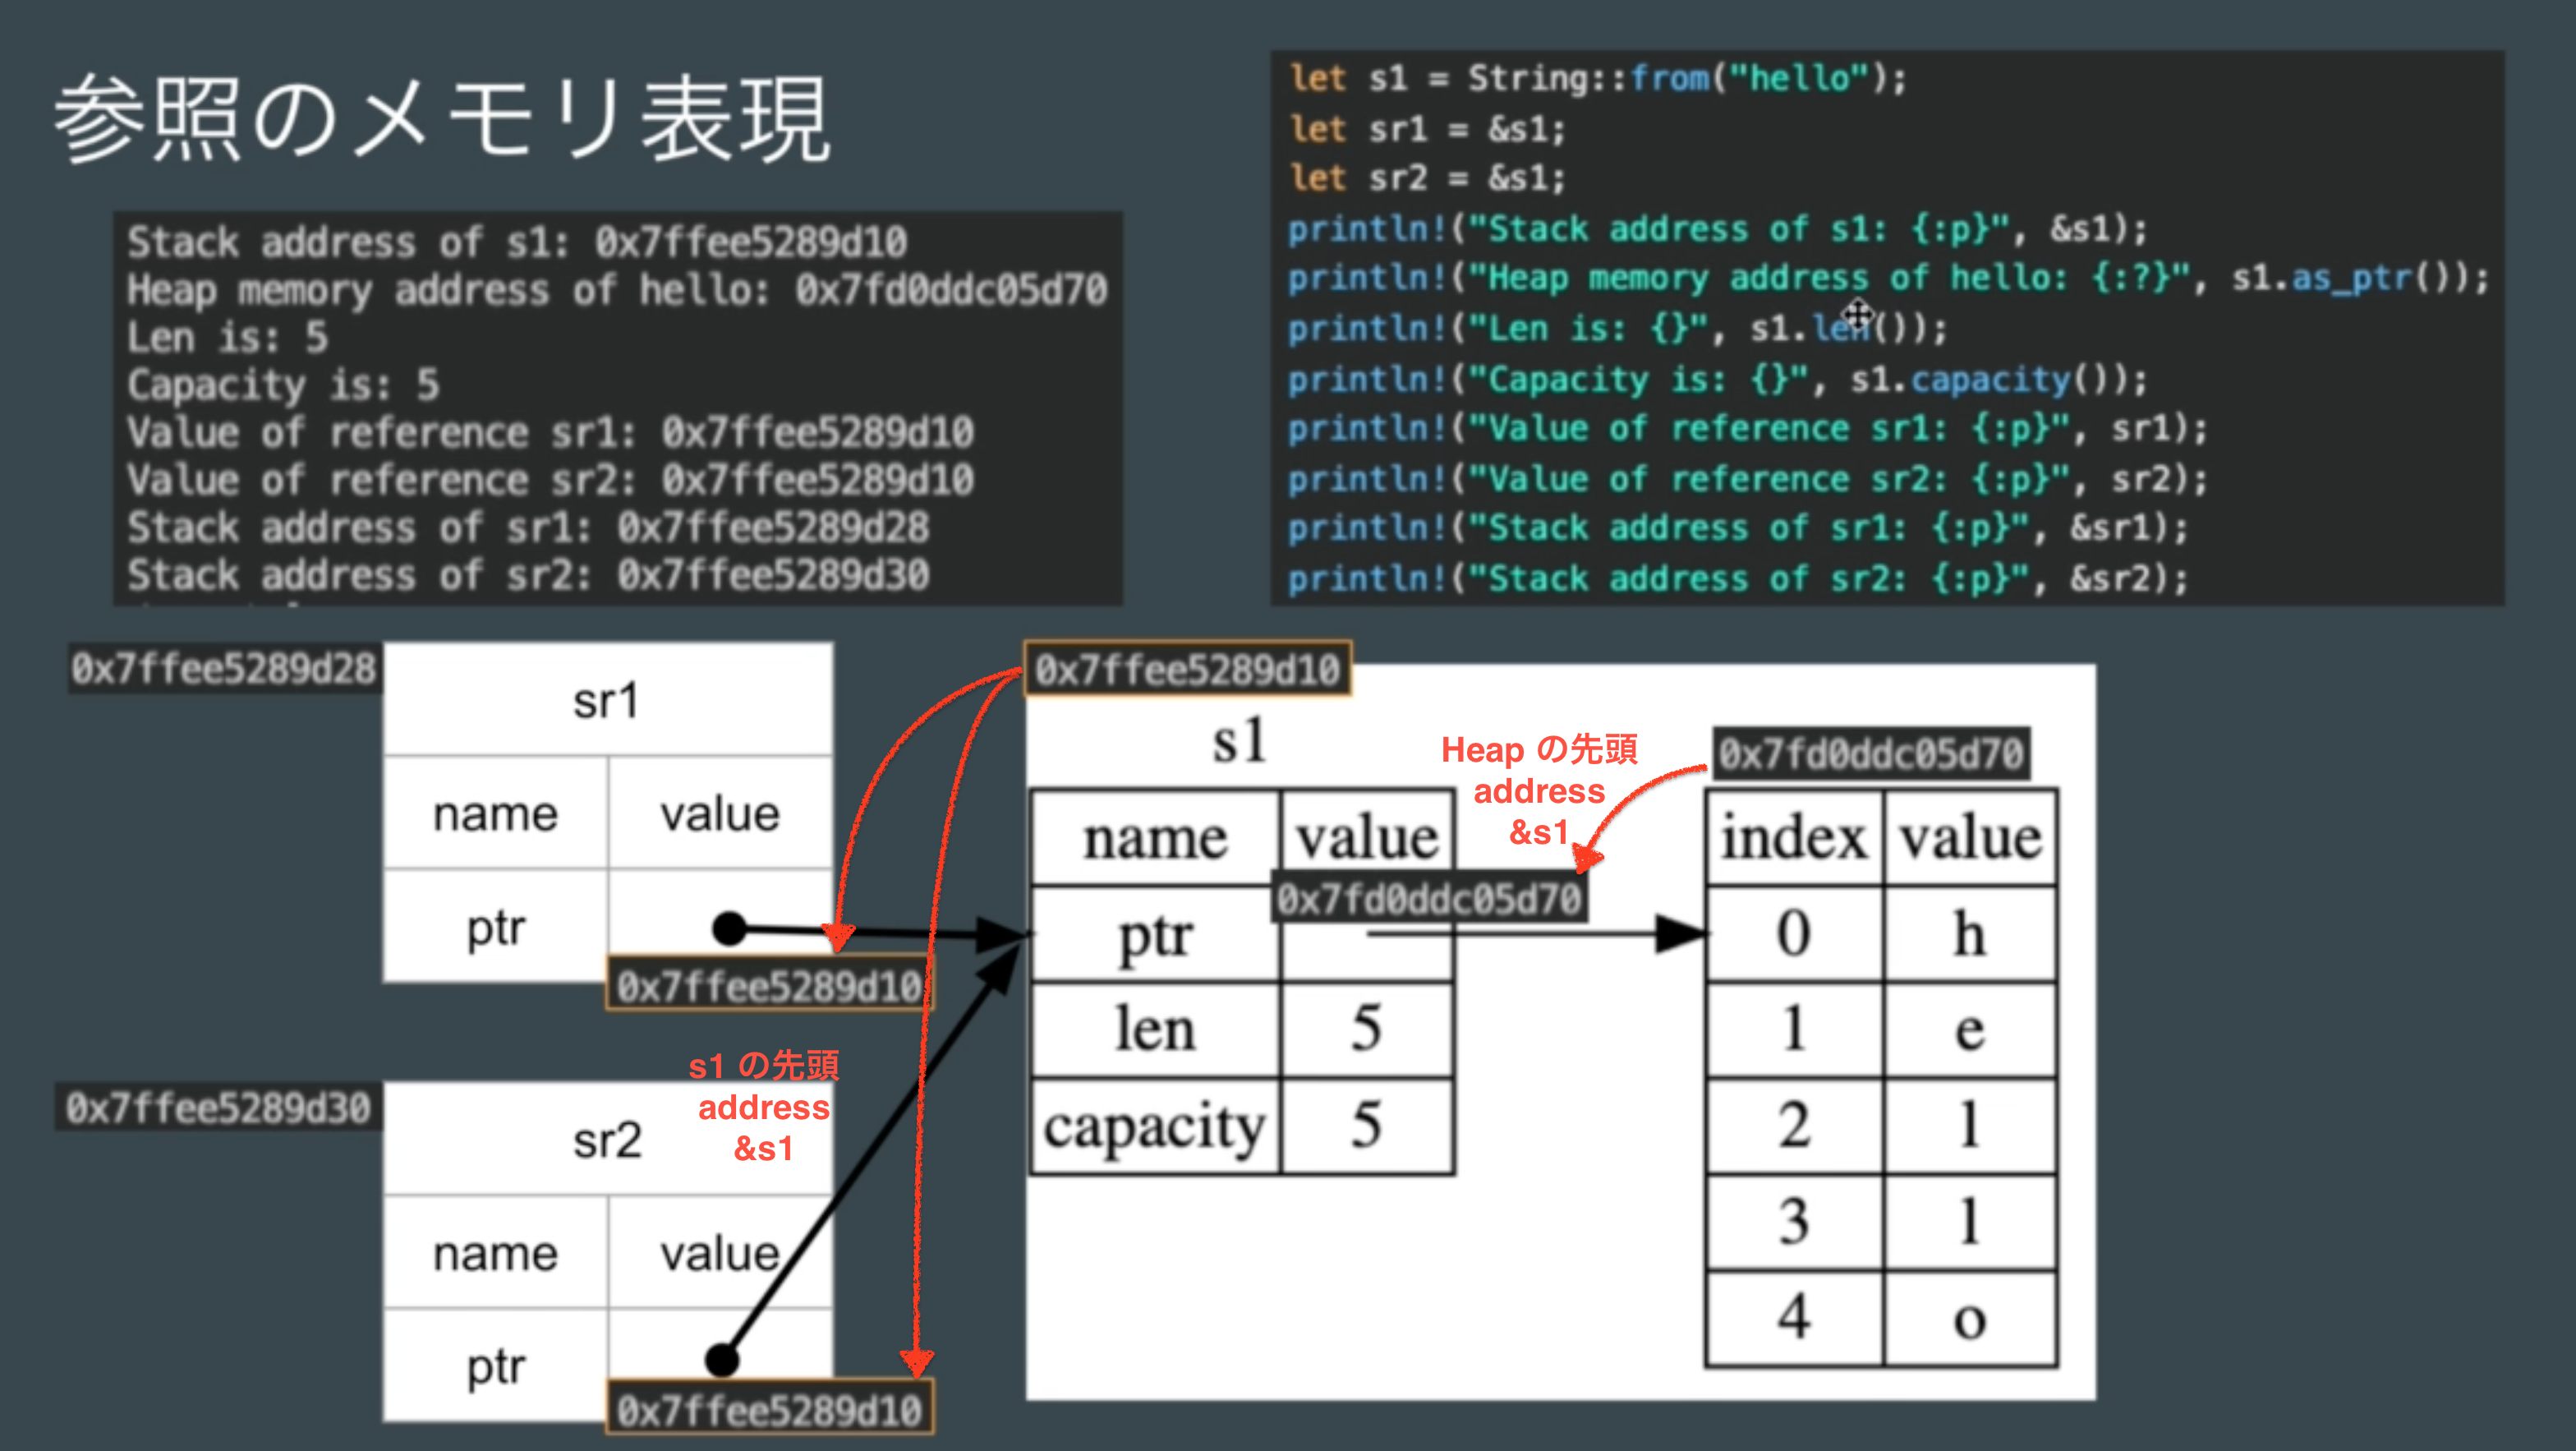 参照のメモリ表現
let s1 = String::from("hello");
let sr1 = &s1;
let sr2 = &s1;
println!("Stack address of s1: {:p}", &s1);
println!("Heap memory address of hello: {:?}", s1.as_ptr());
println!("Len is: {}", s1.len());
println!("Capacity is: {}", s1.capacity());
println!("Value of reference sr1: {:p}", sr1);
println!("Value of reference sr2: {:p}", sr2);
println!("Stack address of sr1: {:p}", &sr1);
println!("Stack address of sr2: {:p}", &sr2);
Stack address of s1: 0x7ffee5289d10
Heap memory address of hello: 0x7fd0ddc05d70
Len is: 5
Capacity is: 5
Value of reference sr1: 0x7ffee5289d10
Value of reference sr2: 0x7ffee5289d10
Stack address of sr1: 0x7ffee5289d28
Stack address of sr2: 0x7ffee5289d30
0x7ffee5289d28
sr1
name value
ptr
0x7ffee5289d10
s1 の先頭
address
&s1
0x7ffee5289d30
sr2
name value
ptr
0x7ffee5289d10
0x7ffee5289d10
s1
name value
ptr 0x7fd0ddc05d70
len 5
capacity 5
Heap の先頭
address
&s1
0x7fd0ddc05d70
index value
0 h
1 e
2 l
3 l
4 o